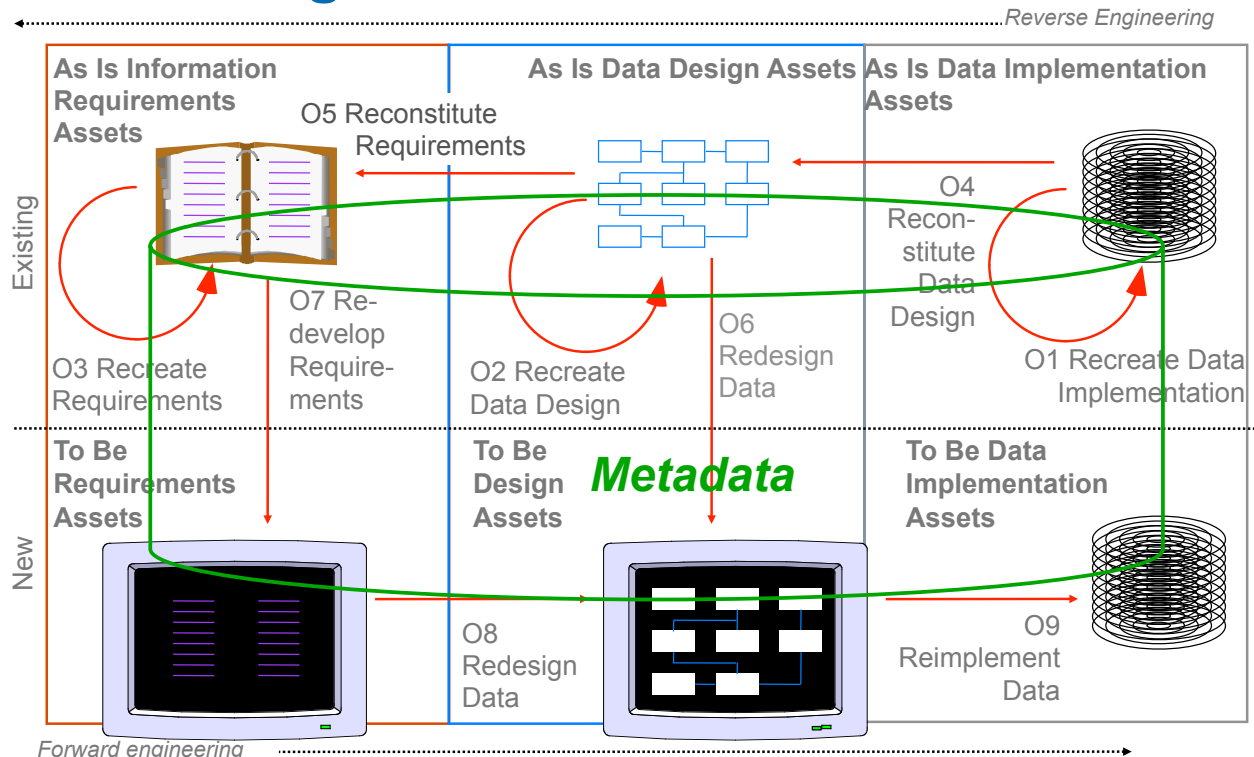 Reverse Engineering
As Is Information
Requirements
Assets
As Is Data Design Assets
As Is Data Implementation
Assets
O5 Reconstitute
Requirements
O4
Recon-
stitute
Data
Design
Existing
O7 Re-
develop
Require-
ments
O6
Redesign
Data
O3 Recreate
Requirements
O2 Recreate
Data Design
O1 Recreate Data
Implementation
To Be
Requirements
Assets
To Be
Design
Assets
Metadata
To Be Data
Implementation
Assets
New
O8
Redesign
Data
O9
Reimplement
Data
Forward engineering